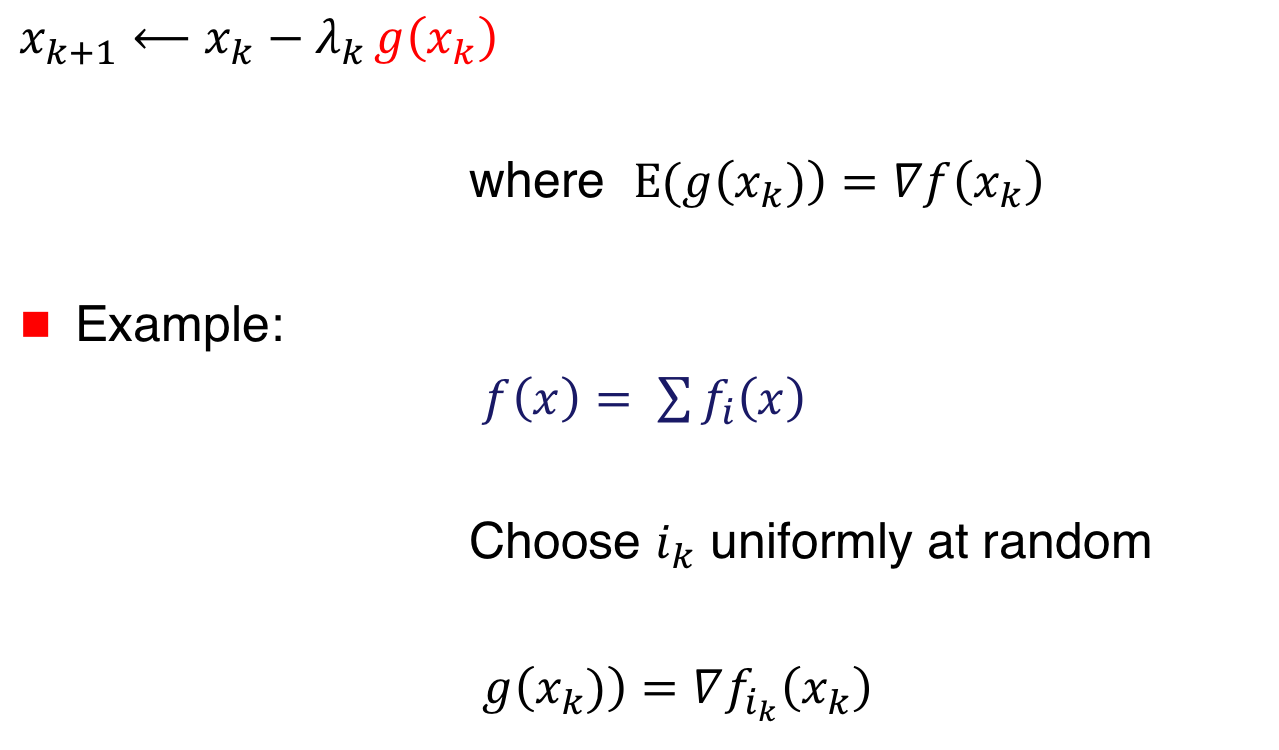 x_{k+1} ⟵ x_k − λ_k g(x_k)
where E(g(x_k)) = ∇f(x_k)
■ Example:
f(x) = ∑ f_i(x)
Choose i_k uniformly at random
g(x_k)) = ∇f_{i_k}(x_k)